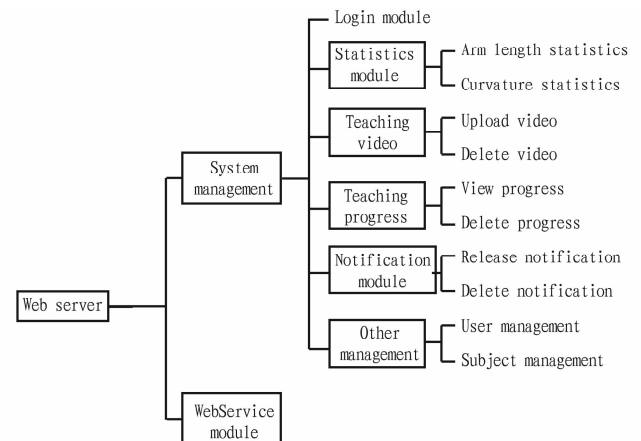 Login module
Statistics
module
Arm length statistics
Curvature statistics
Teaching
video
Upload video
Delete video
System
management
Teaching
progress
View progress
Delete progress
Notification
module
Release notification
Delete notification
Web server
Other
management
User management
Subject management
WebService
module